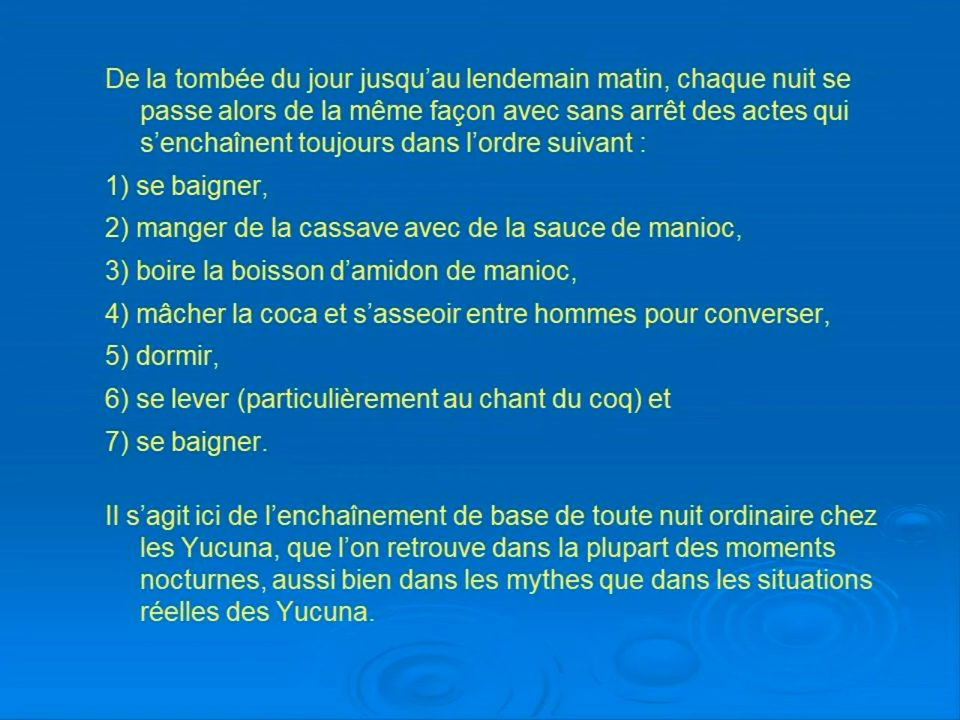 De la tombée du jour jusqu’au lendemain matin, chaque nuit se
passe alors de la même façon avec sans arrêt des actes qui
s’enchaînent toujours dans l’ordre suivant :
1) se baigner,
2) manger de la cassave avec de la sauce de manioc,
3) boire la boisson d’amidon de manioc,
4) mâcher la coca et s’asseoir entre hommes pour converser,
5) dormir,
6) se lever (particulièrement au chant du coq) et
7) se baigner.
Il s’agit ici de l’enchaînement de base de toute nuit ordinaire chez
les Yucuna, que l’on retrouve dans la plupart des moments
nocturnes, aussi bien dans les mythes que dans les situations
réelles des Yucuna.